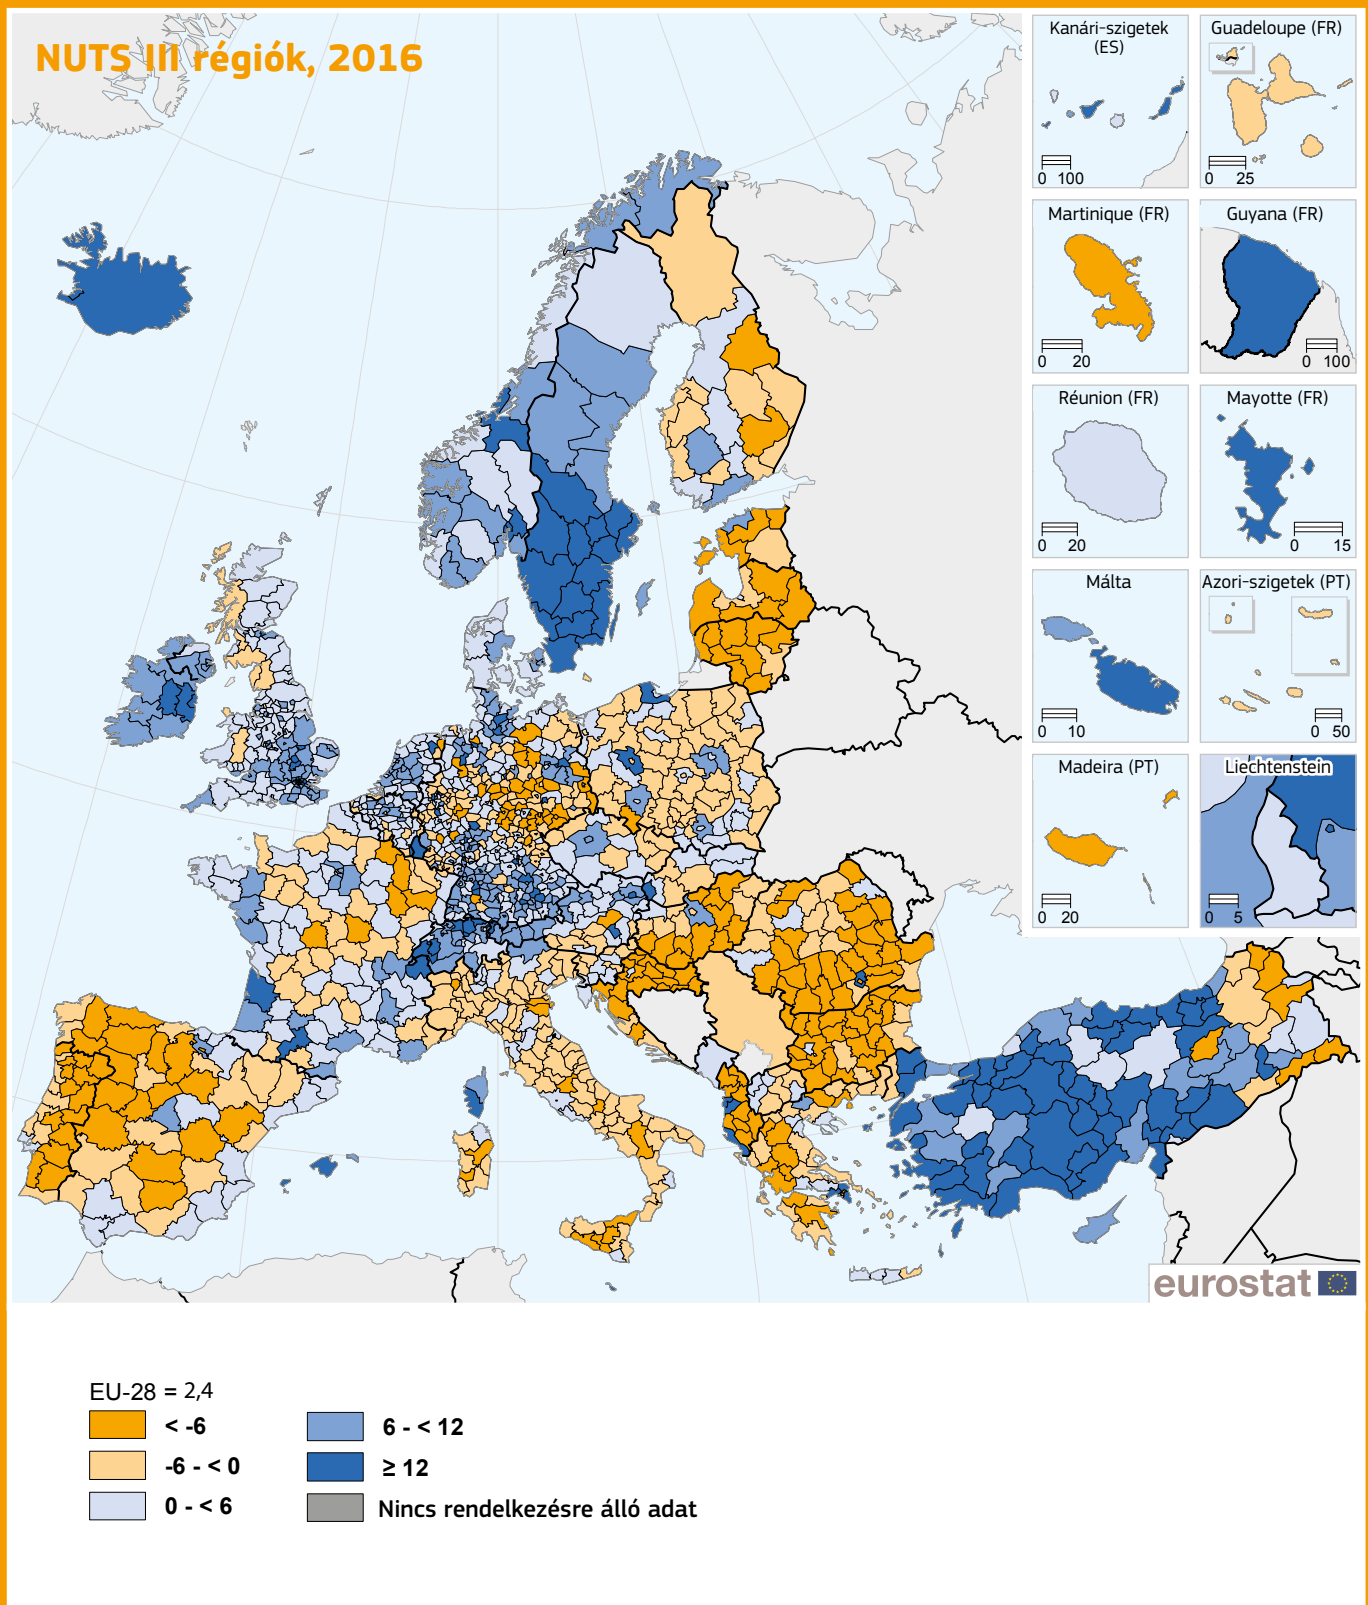 NUTS III régiók, 2016
Kanári-szigetek
(ES)
0 100
Guadeloupe (FR)
0 25
Martinique (FR)
0 20
Guyana (FR)
0 100
Réunion (FR)
0 20
Mayotte (FR)
0 15
Málta
0 10
Azori-szigetek (PT)
0 50
Madeira (PT)
0 20
Liechtenstein
0 5
eurostat
EU-28 = 2,4
< -6
-6 - < 0
0 - < 6
6 - < 12
≥ 12
Nincs rendelkezésre álló adat